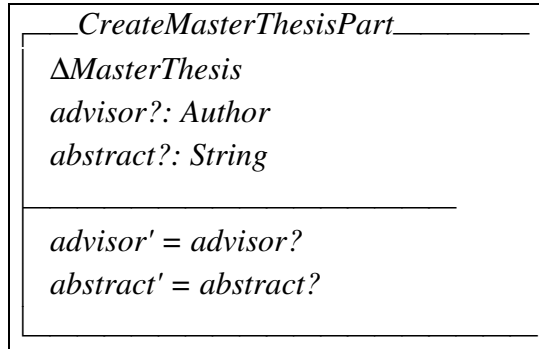 CreateMasterThesisPart
ΔMasterThesis
advisor?: Author
abstract?: String
advisor' = advisor?
abstract' = abstract?